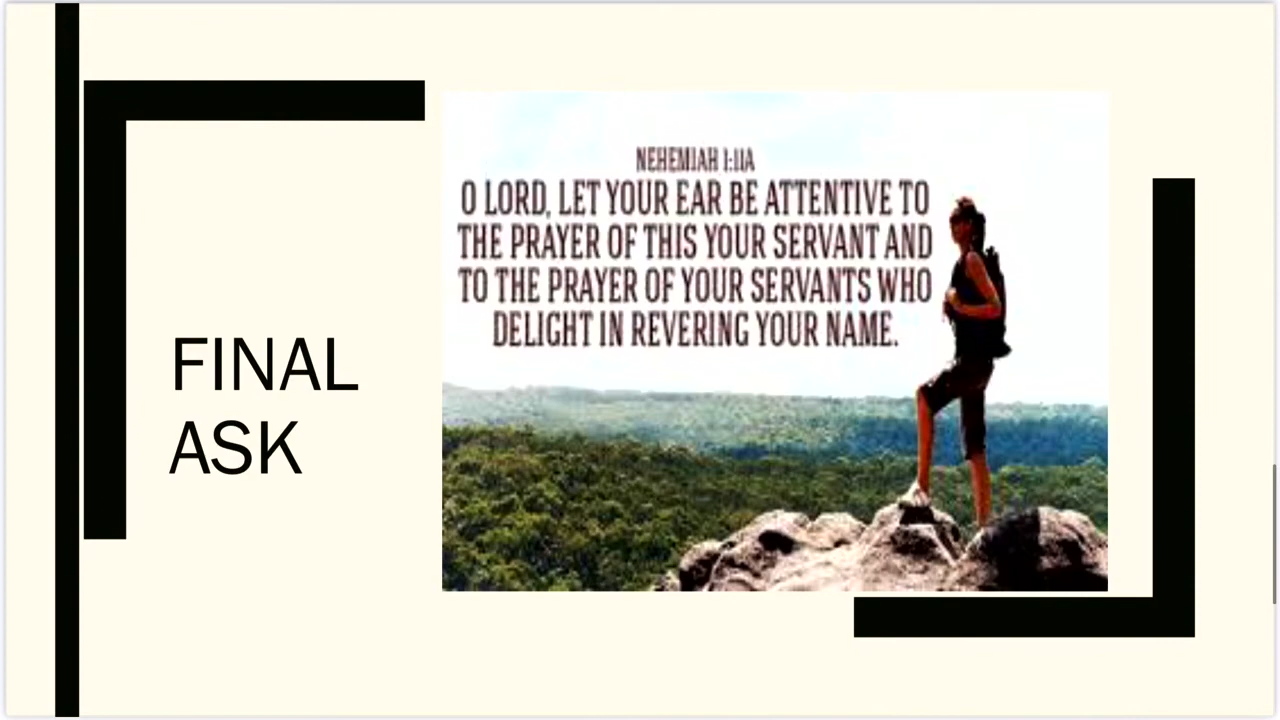 FINAL
ASK
NEHEMIAH 1:11A
O LORD, LET YOUR EAR BE ATTENTIVE TO
THE PRAYER OF THIS YOUR SERVANT AND
TO THE PRAYER OF YOUR SERVANTS WHO
DELIGHT IN REVERING YOUR NAME.